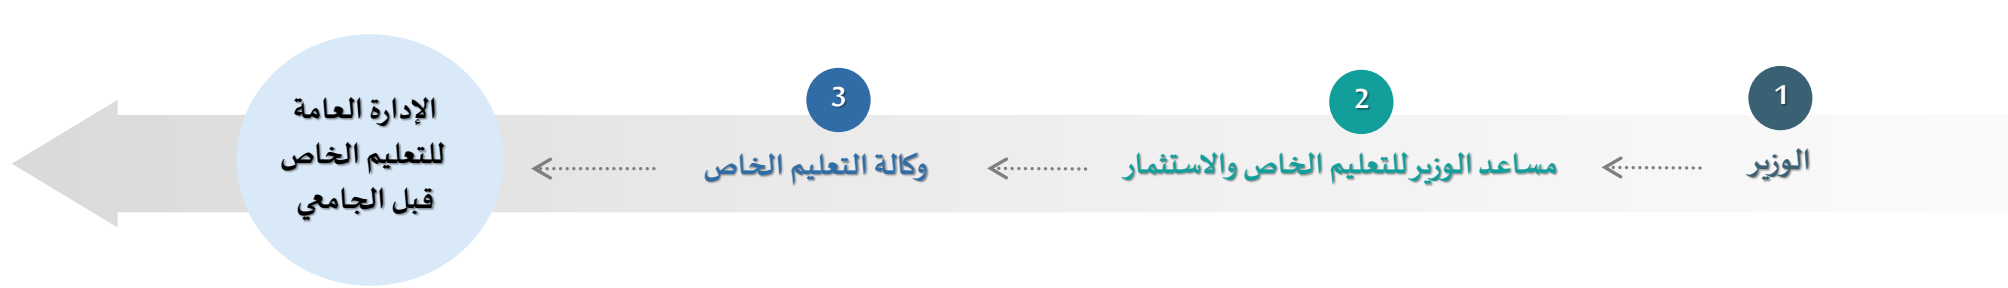 1
الوزير
2
مساعد الوزير للتعليم الخاص والاستثمار
3
وكالة التعليم الخاص
الإدارة العامة
للتعليم الخاص
قبل الجامعي